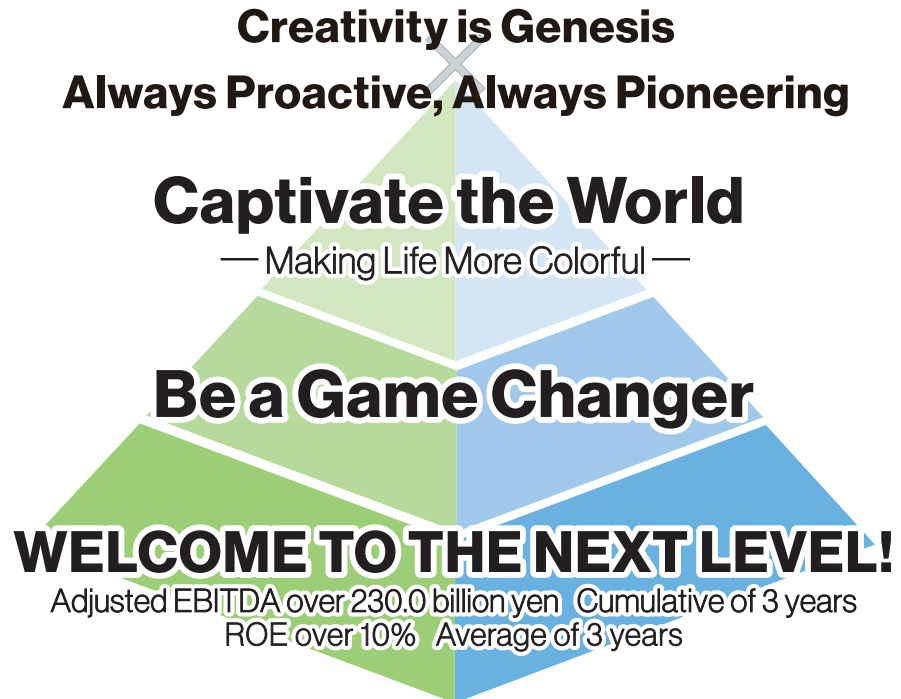 Creativity is Genesis
×
Always Proactive, Always Pioneering
Captivate the World
— Making Life More Colorful —
Be a Game Changer
WELCOME TO THE NEXT LEVEL!
Adjusted EBITDA over 230.0 billion yen Cumulative of 3 years
ROE over 10% Average of 3 years